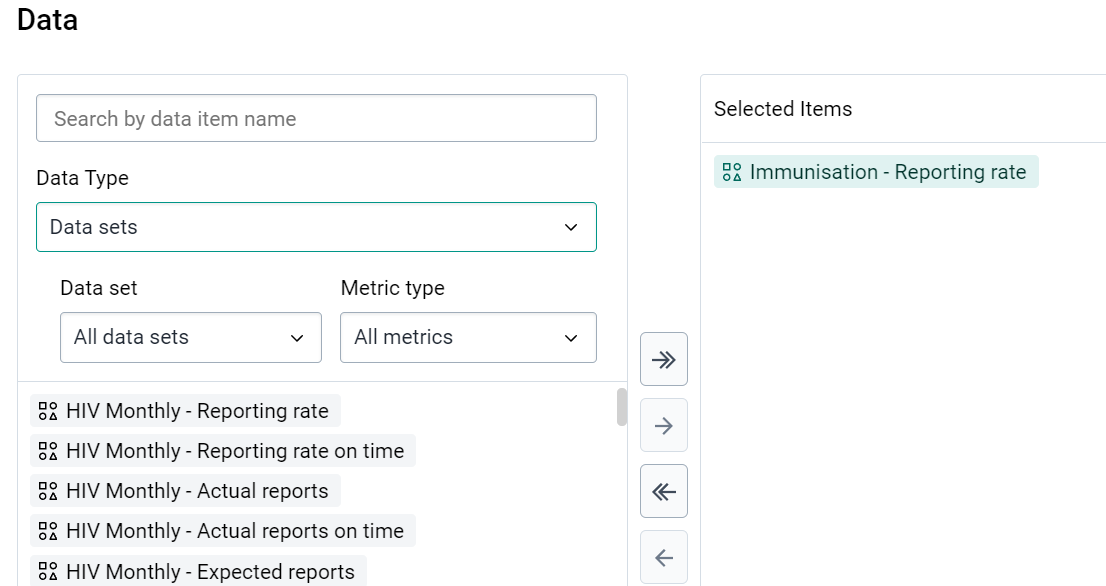 Data
Search by data item name
Data Type
Data sets
Data set
Metric type
All data sets
All metrics
HIV Monthly - Reporting rate
HIV Monthly - Reporting rate on time
HIV Monthly - Actual reports
HIV Monthly - Actual reports on time
HIV Monthly - Expected reports
Selected Items
Immunisation - Reporting rate